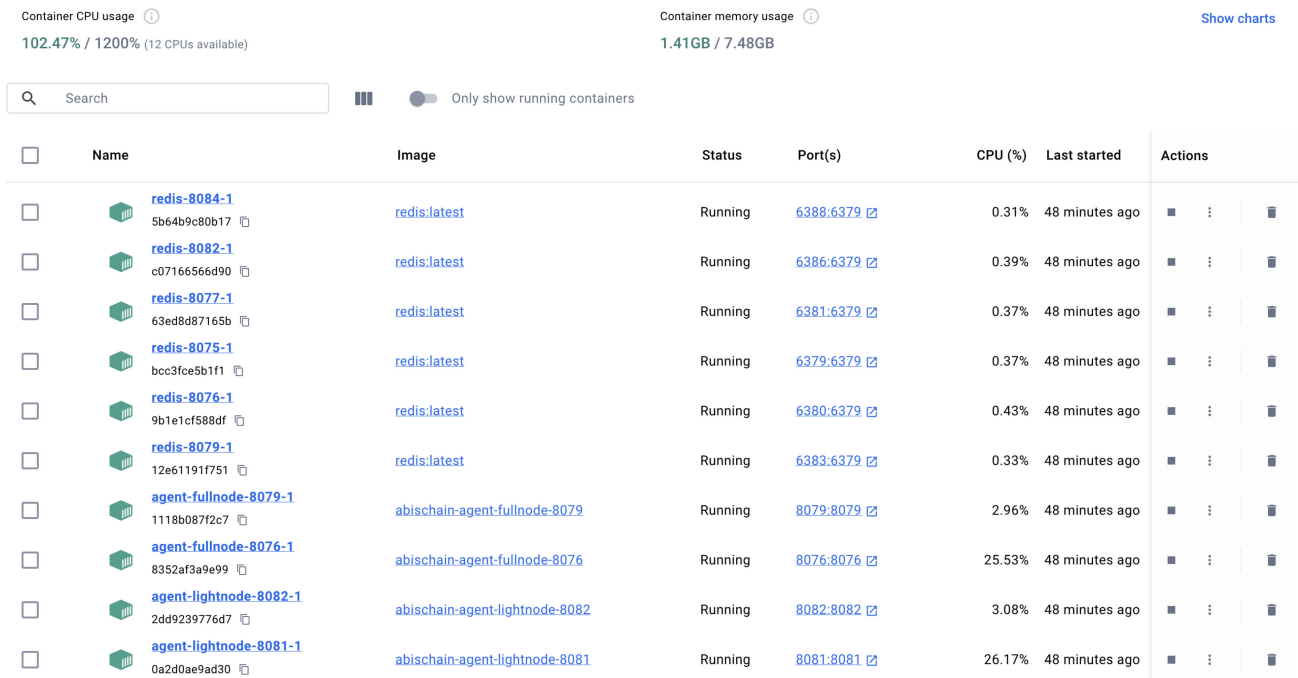 Container CPU usage
102.47% / 1200% (12 CPUs available)
Container memory usage
1.41GB / 7.48GB
Show charts
Search
Only show running containers
Name Image Status Port(s) CPU (%) Last started Actions
redis-8084-1
5b64b9c80b17
redis:latest Running 6388:6379 0.31% 48 minutes ago
redis-8082-1
c07166566d90
redis:latest Running 6386:6379 0.39% 48 minutes ago
redis-8077-1
63ed8d87165b
redis:latest Running 6381:6379 0.37% 48 minutes ago
redis-8075-1
bcc3fce5b1f1
redis:latest Running 6379:6379 0.37% 48 minutes ago
redis-8076-1
9b1e1cf588df
redis:latest Running 6380:6379 0.43% 48 minutes ago
redis-8079-1
12e61191f751
redis:latest Running 6383:6379 0.33% 48 minutes ago
agent-fullnode-8079-1
1118b087f2c7
abischain-agent-fullnode-8079 Running 8079:8079 2.96% 48 minutes ago
agent-fullnode-8076-1
8352af3a9e99
abischain-agent-fullnode-8076 Running 8076:8076 25.53% 48 minutes ago
agent-lightnode-8082-1
2dd9239776d7
abischain-agent-lightnode-8082 Running 8082:8082 3.08% 48 minutes ago
agent-lightnode-8081-1
0a2d0ae9ad30
abischain-agent-lightnode-8081 Running 8081:8081 26.17% 48 minutes ago